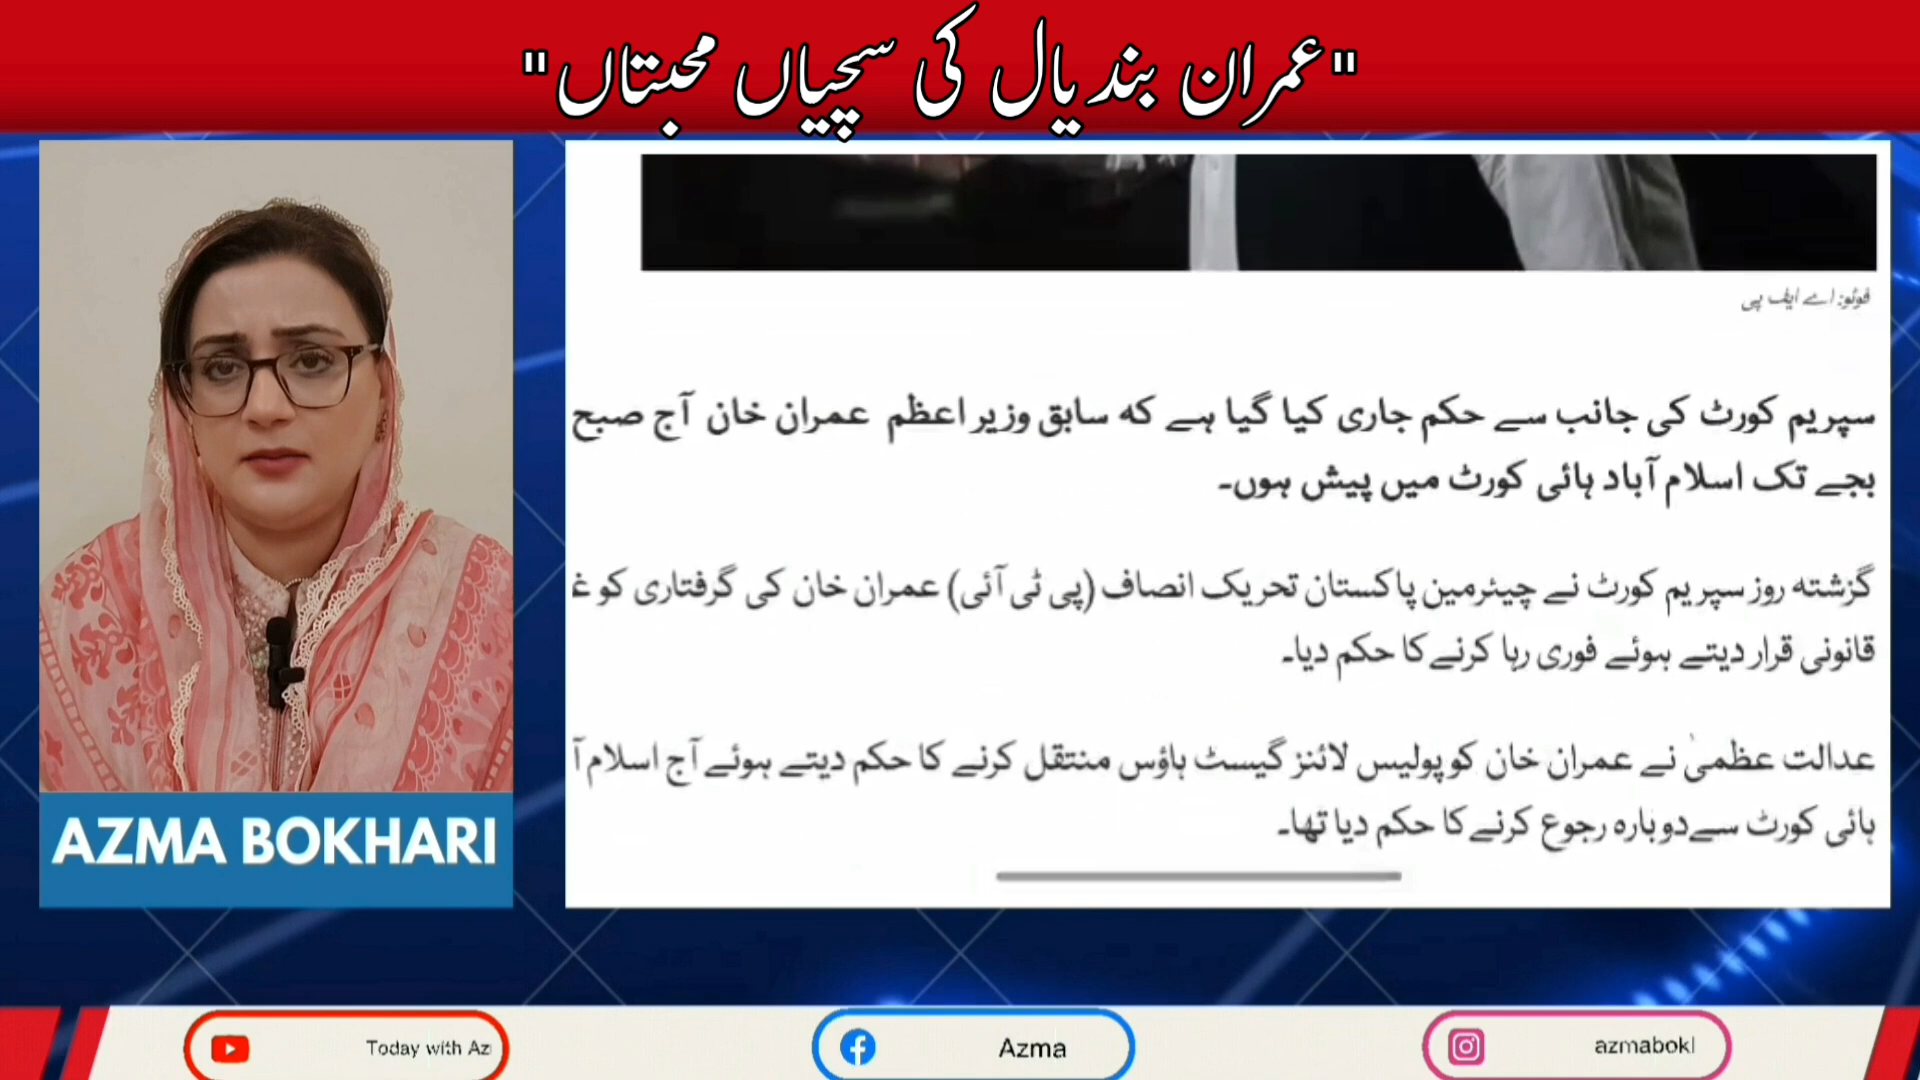 "عمران بندیال کی سچیاں محبتاں"
فوٹو: اے ایف پی
سپریم کورٹ کی جانب سے حکم جاری کیا گیا ہے کہ سابق وزیر اعظم عمران خان آج صبح
بجے تک اسلام آباد ہائی کورٹ میں پیش ہوں۔
گزشتہ روز سپریم کورٹ نے چیئرمین پاکستان تحریک انصاف (پی ٹی آئی) عمران خان کی گرفتاری کو غ
قانونی قرار دیتے ہوئے فوری رہا کرنے کا حکم دیا۔
عدالت عظمیٰ نے عمران خان کو پولیس لائنز گیسٹ ہاؤس منتقل کرنے کا حکم دیتے ہوئے آج اسلام آ
ہائی کورٹ سے دوبارہ رجوع کرنے کا حکم دیا تھا۔
AZMA BOKHARI
Today with Az
Azma
azmabok